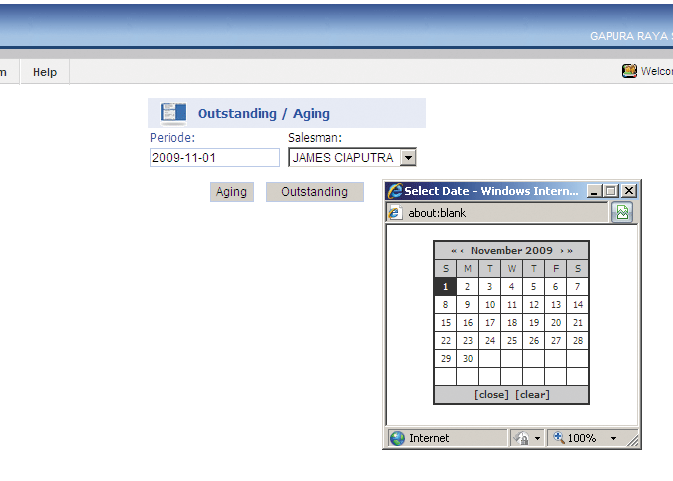 GAPURA RAYA
Help
Outstanding / Aging
Periode:
Salesman:
2009-11-01
JAMES CIAPUTRA
Aging
Outstanding
Select Date - Windows Intern...
about:blank
« ‹ November 2009 › »
S M T W T F S
1 2 3 4 5 6 7
8 9 10 11 12 13 14
15 16 17 18 19 20 21
22 23 24 25 26 27 28
29 30
[close] [clear]
Internet
100%